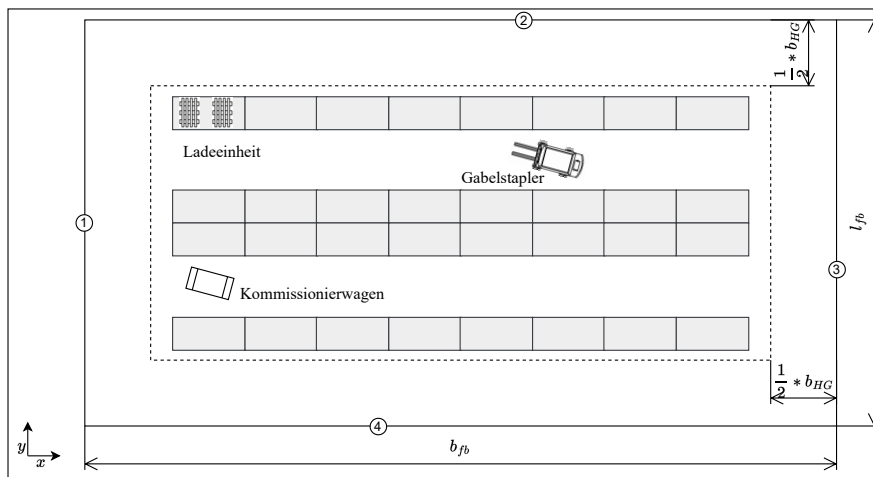 2
1/2 * b_HG
Ladeeinheit
Gabelstapler
1
l_fb
3
Kommissionierwagen
1/2 * b_HG
4
y
x
b_fb